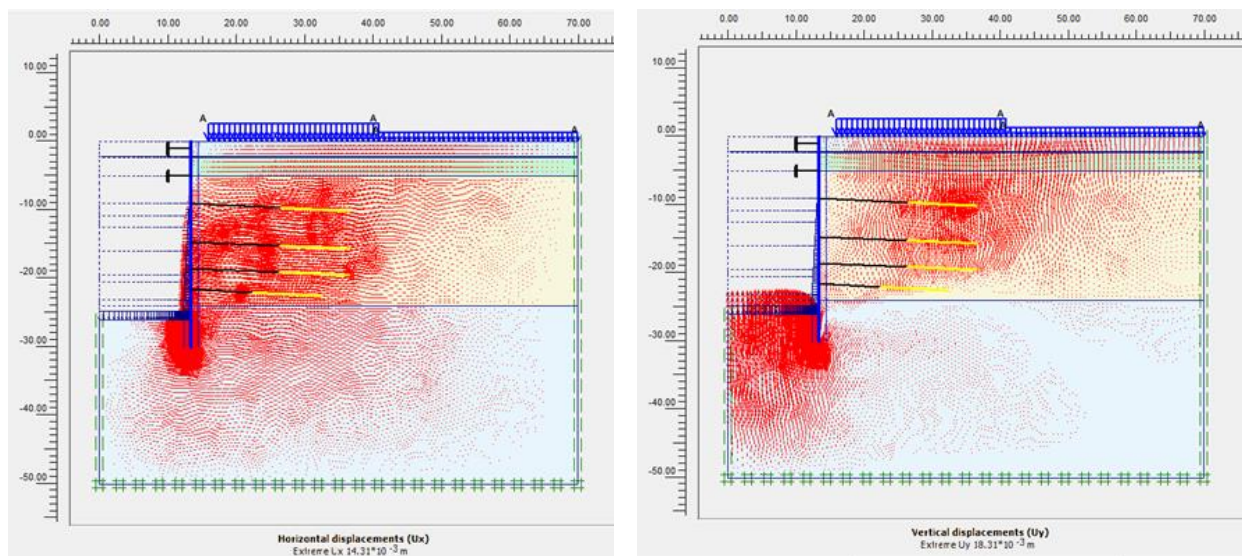 0.00 10.00 20.00 30.00 40.00 50.00 60.00 70.00
10.00
A A
0.00 A A
-10.00
-20.00
-30.00
-40.00
-50.00
Horizontal displacements (Ux)
Extreme Ux 14.31*10 -3 m
0.00 10.00 20.00 30.00 40.00 50.00 60.00 70.00
10.00
A A
0.00 A
-10.00
-20.00
-30.00
-40.00
-50.00
Vertical displacements (Uy)
Extreme Uy 18.31*10 -3 m